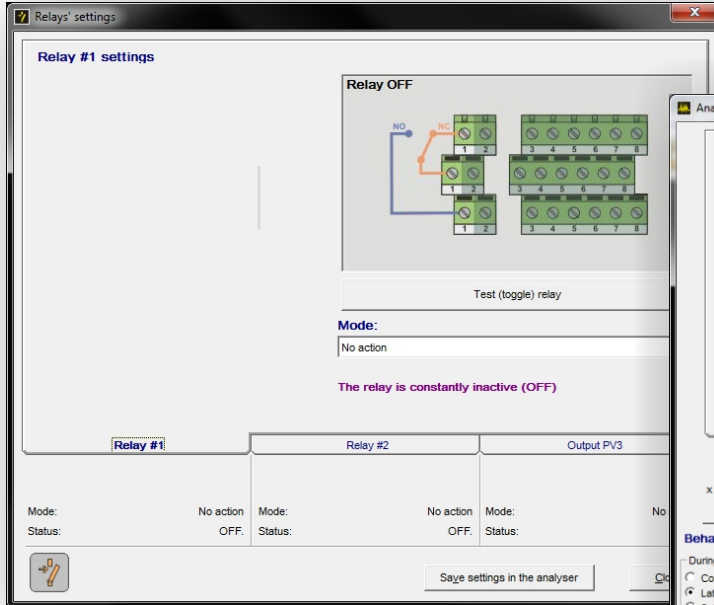 Relays' settings
Relay #1 settings
Relay OFF
NO
NC
1 2 3 4 5 6 7 8
1 2 3 4 5 6 7 8
1 2 3 4 5 6 7 8
Test (toggle) relay
Mode:
No action
The relay is constantly inactive (OFF)
Relay #1
Relay #2
Output PV3
Mode: No action Mode: No action Mode: No
Status: OFF. Status: OFF. Status:
Save settings in the analyser
Clo
Ana
x
Beha
During
Co
Lat